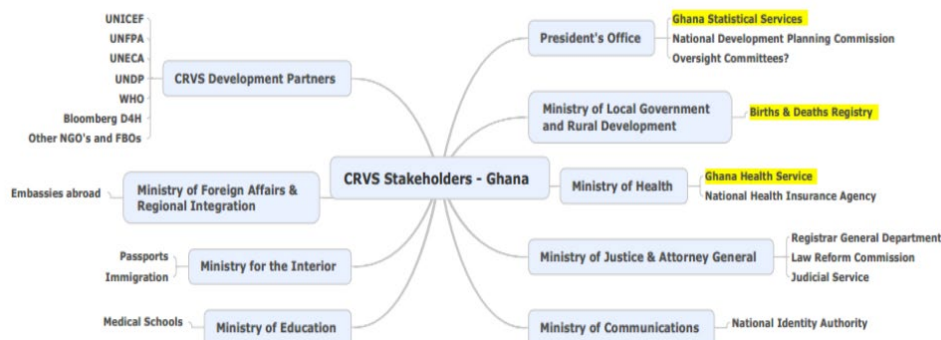 UNICEF
UNFPA
UNECA
UNDP
WHO
Bloomberg D4H
Other NGO's and FBOs
CRVS Development Partners
Embassies abroad
Ministry of Foreign Affairs &
Regional Integration
Passports
Immigration
Ministry for the Interior
Medical Schools
Ministry of Education
CRVS Stakeholders - Ghana
President's Office
Ghana Statistical Services
National Development Planning Commission
Oversight Committees?
Ministry of Local Government
and Rural Development
Births & Deaths Registry
Ministry of Health
Ghana Health Service
National Health Insurance Agency
Ministry of Justice & Attorney General
Registrar General Department
Law Reform Commission
Judicial Service
Ministry of Communications
National Identity Authority